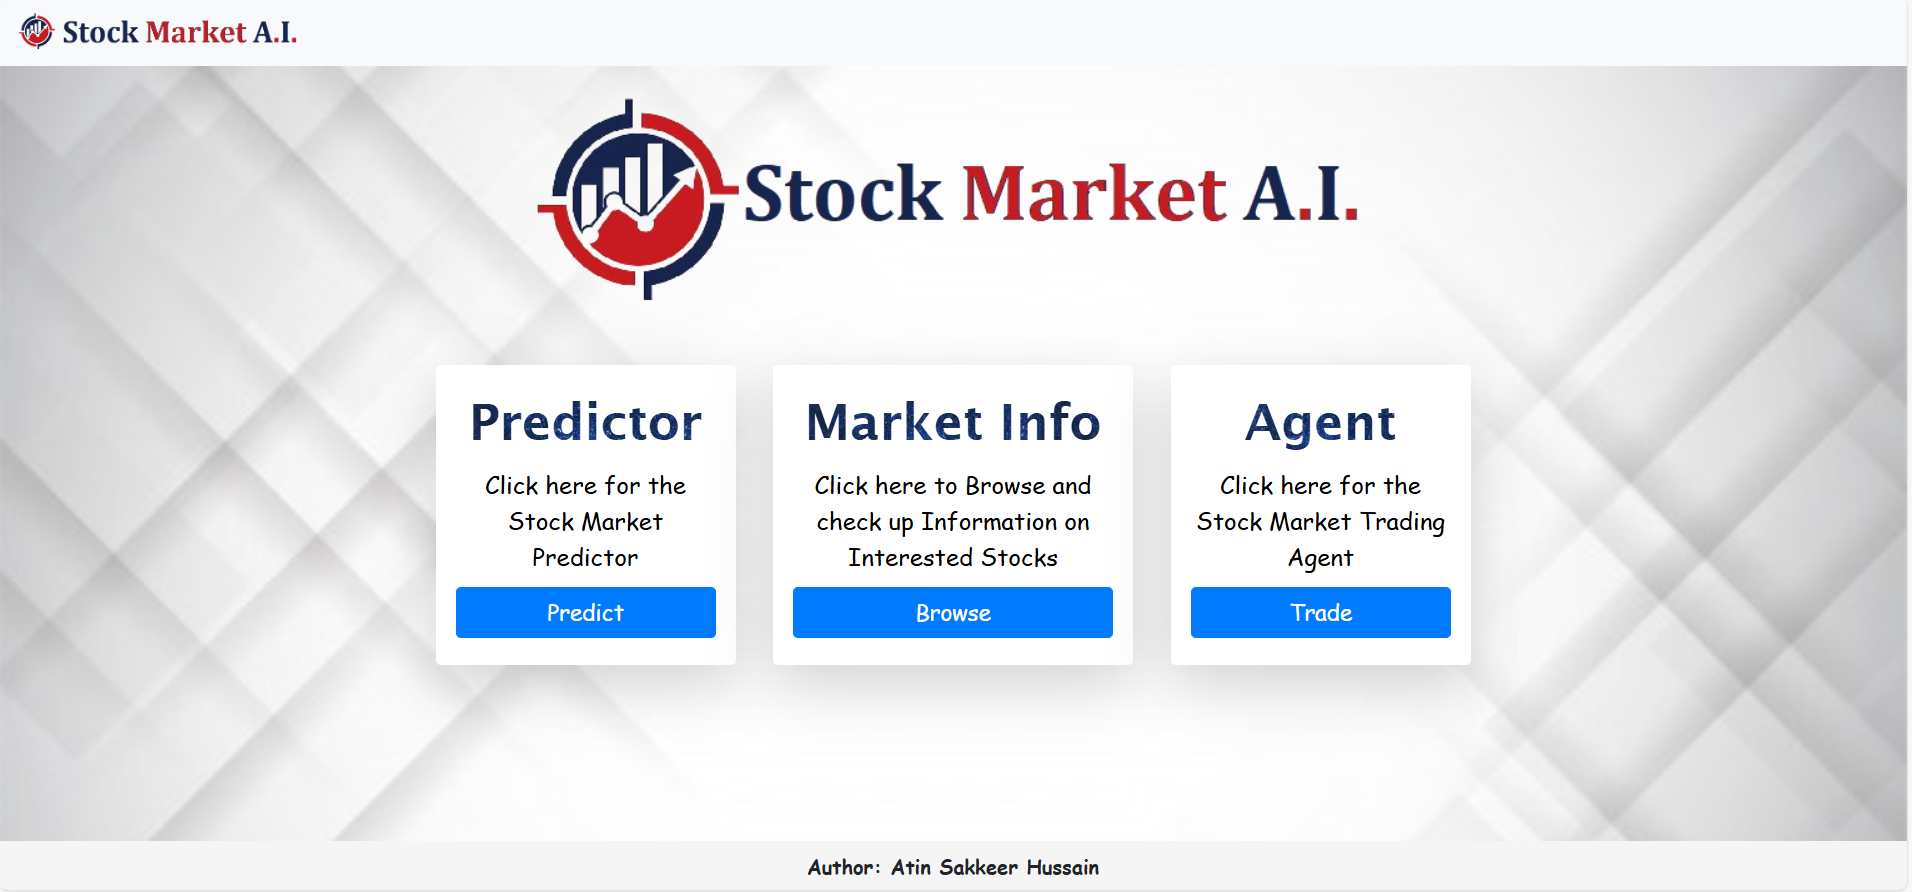 Stock Market A.I.
Stock Market A.I.
Predictor
Click here for the
Stock Market
Predictor
Predict
Market Info
Click here to Browse and
check up Information on
Interested Stocks
Browse
Agent
Click here for the
Stock Market Trading
Agent
Trade
Author: Atin Sakkeer Hussain